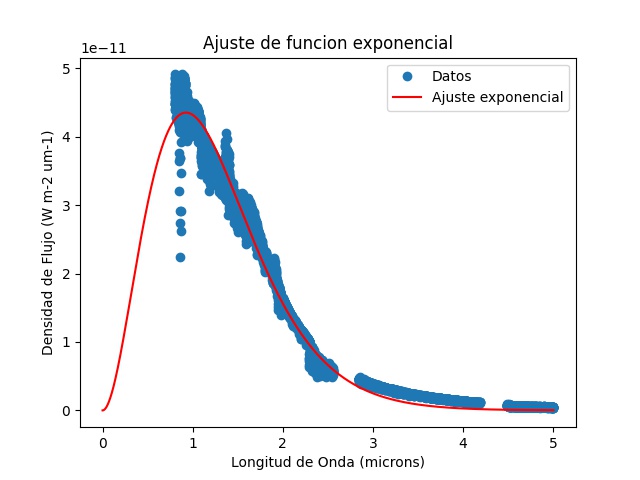 Ajuste de funcion exponencial
1e−11
Datos
Ajuste exponencial
5
4
3
2
1
0
Densidad de Flujo (W m-2 um-1)
0 1 2 3 4 5
Longitud de Onda (microns)